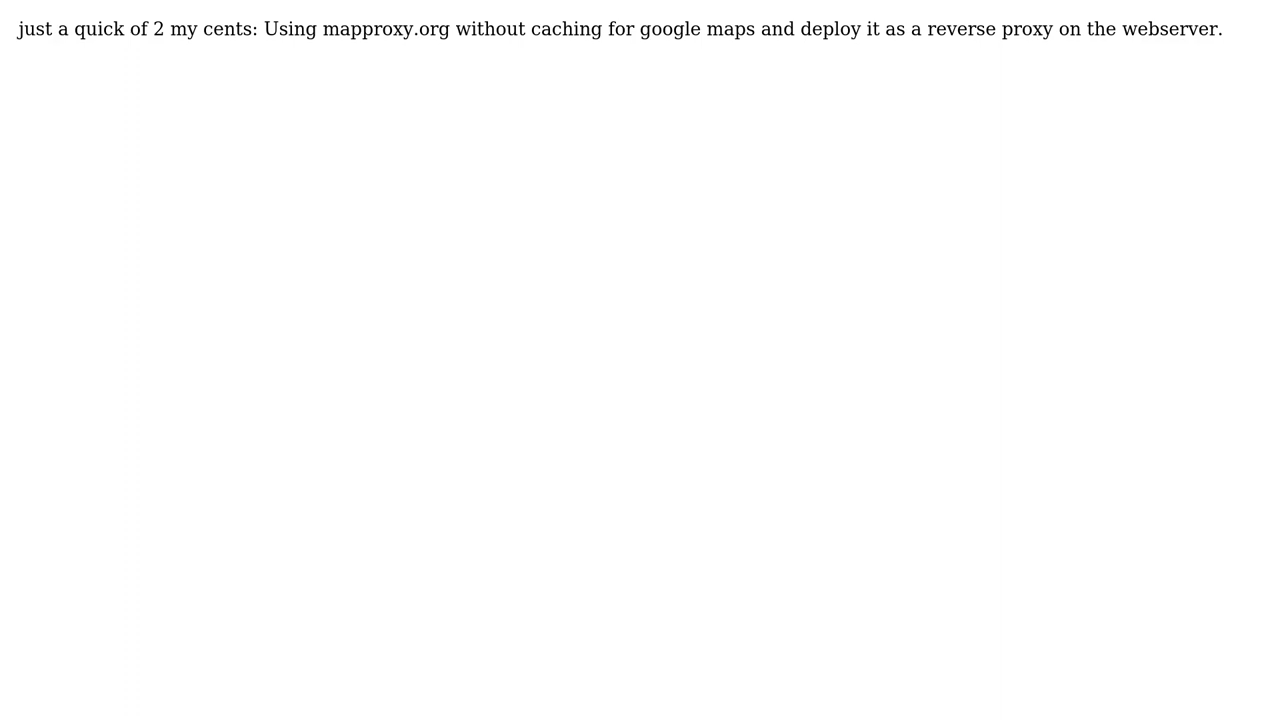 just a quick of 2 my cents: Using mapproxy.org without caching for google maps and deploy it as a reverse proxy on the webserver.